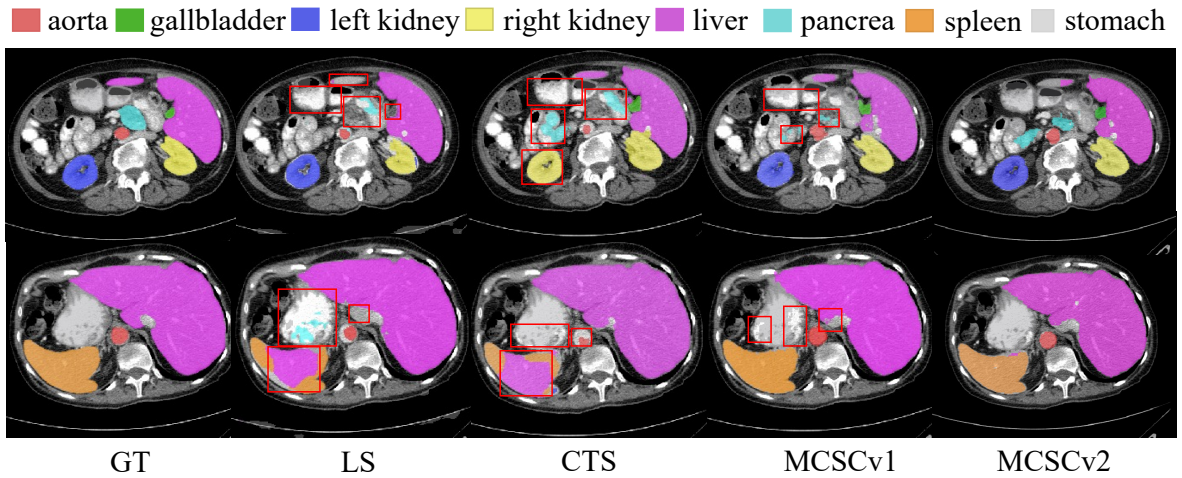 aorta gallbladder left kidney right kidney liver pancrea spleen stomach
GT LS CTS MCSCv1 MCSCv2